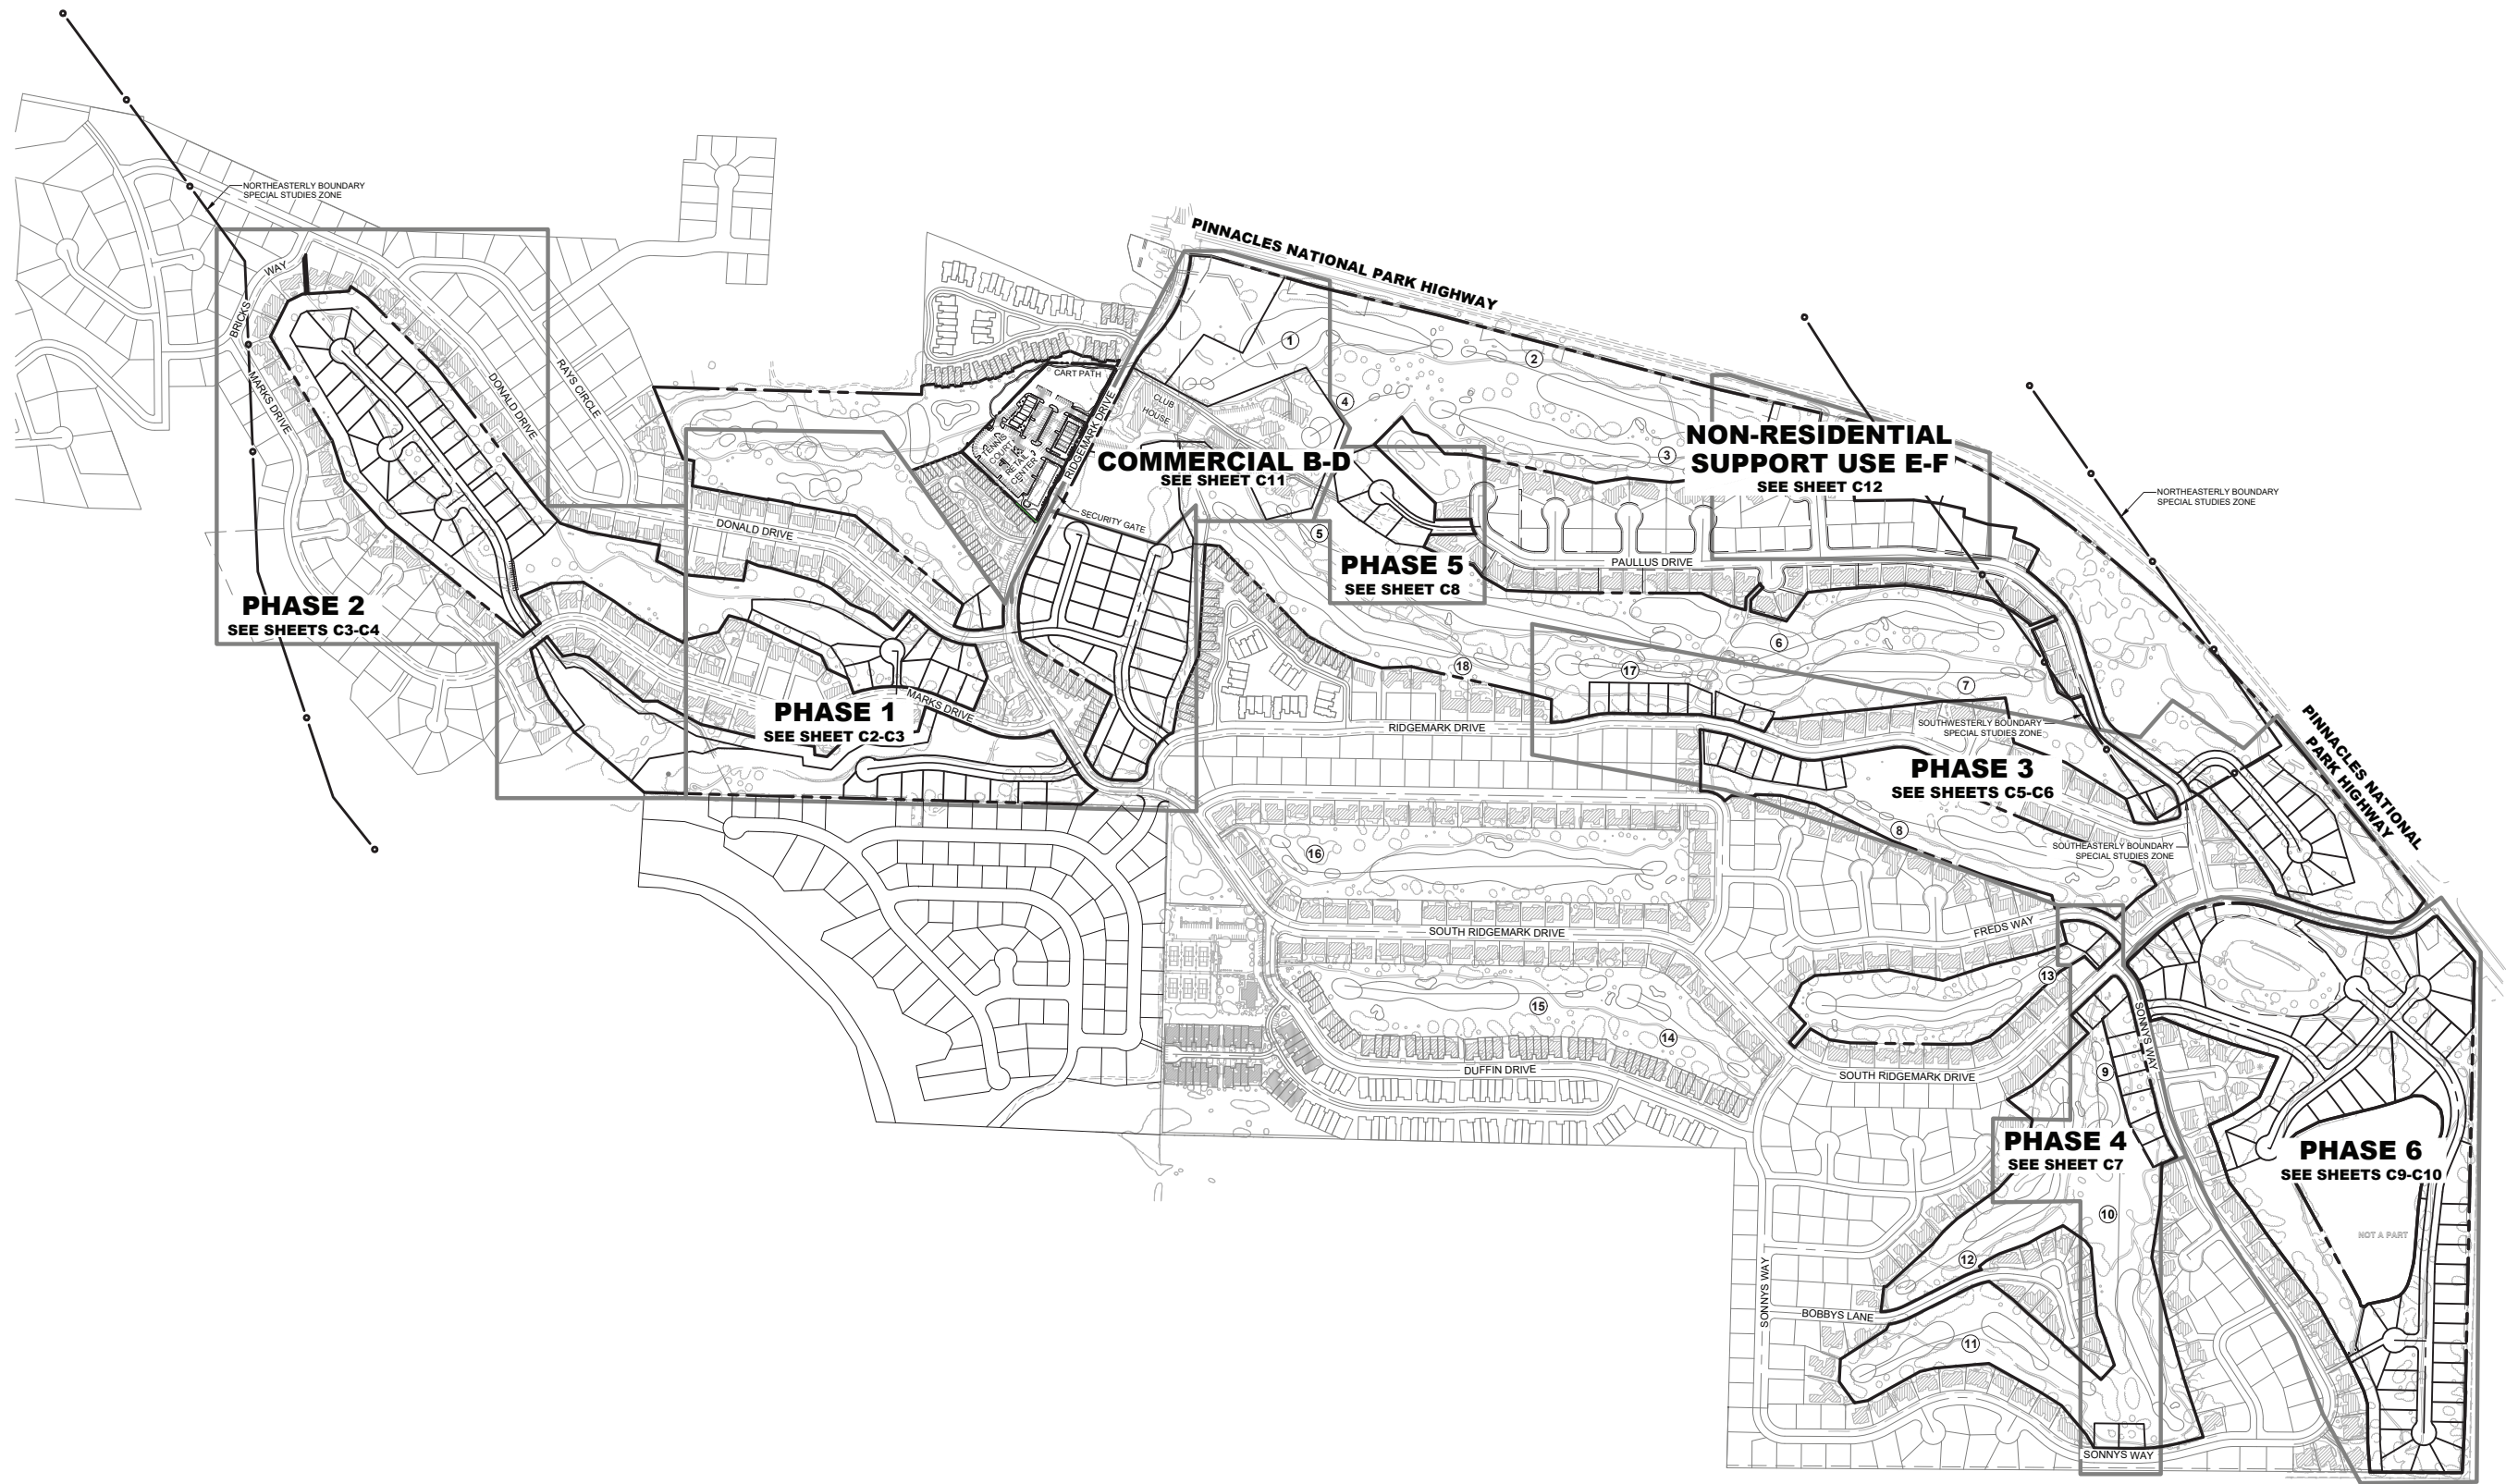 PINNACLES NATIONAL PARK HIGHWAY
NORTHEASTERLY BOUNDARY
SPECIAL STUDIES ZONE
BRICKS WAY
MARKS DRIVE
DONALD DRIVE
RAYS CIRCLE
PHASE 2
SEE SHEETS C3-C4
CART PATH
CLUB
HOUSE
TENNIS
COURT
RETAIL
CENTER
RIDGEMARK DRIVE
SECURITY GATE
COMMERCIAL B-D
SEE SHEET C11
1
2
3
4
5
NON-RESIDENTIAL
SUPPORT USE E-F
SEE SHEET C12
NORTHEASTERLY BOUNDARY
SPECIAL STUDIES ZONE
DONALD DRIVE
PHASE 5
SEE SHEET C8
PAULLUS DRIVE
6
7
17
18
MARKS DRIVE
PHASE 1
SEE SHEET C2-C3
RIDGEMARK DRIVE
SOUTHWESTERLY BOUNDARY
SPECIAL STUDIES ZONE
PHASE 3
SEE SHEETS C5-C6
PINNACLES NATIONAL
PARK HIGHWAY
8
SOUTHEASTERLY BOUNDARY
SPECIAL STUDIES ZONE
16
SOUTH RIDGEMARK DRIVE
FREDS WAY
13
15
14
SONNYS WAY
9
DUFFIN DRIVE
SOUTH RIDGEMARK DRIVE
PHASE 4
SEE SHEET C7
PHASE 6
SEE SHEETS C9-C10
10
NOT A PART
12
SONNYS WAY
BOBBYS LANE
11
SONNYS WAY